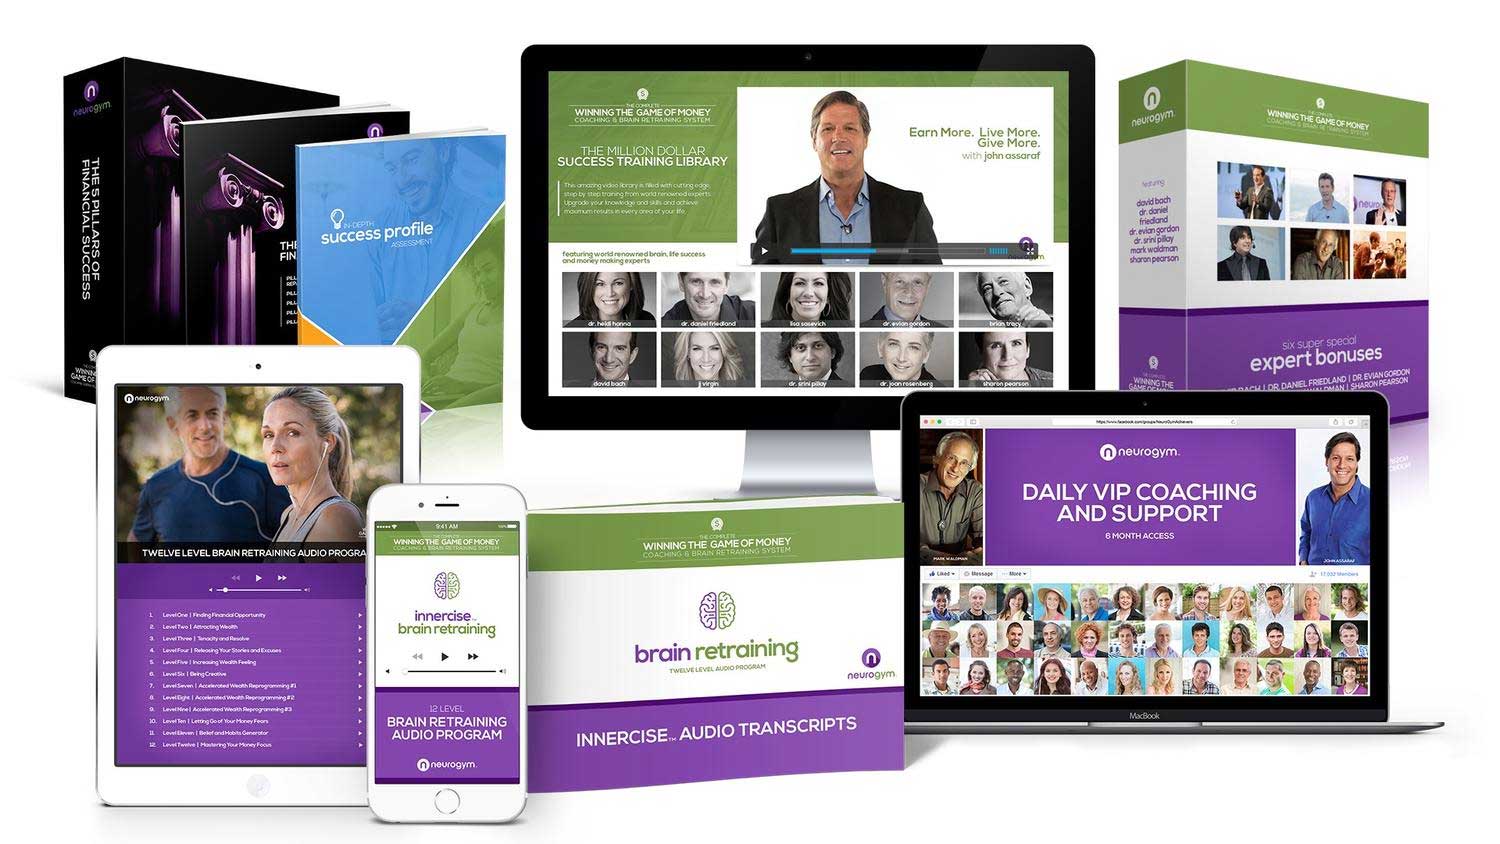 neurogym.
THE 5 PILLARS OF
FINANCIAL SUCCESS
WINNING THE
IN-DEPTH
success profile
ASSESSMENT
THE COMPLETE
WINNING THE GAME OF MONEY
COACHING & BRAIN RETRAINING SYSTEM
THE MILLION DOLLAR
SUCCESS TRAINING LIBRARY
This amazing video library is filled with cutting edge,
step by step training from world renowned experts.
Upgrade your knowledge and skills and achieve
maximum results in every area of your life.
Earn More. Live More.
Give More.
with john assaraf
neurogym
featuring world renowned brain, life success
and money making experts
dr. heidi hanna
dr. daniel friedland
lisa sasevich
dr. evian gordon
brian tracy
david bach
jj virgin
dr. srini pillay
dr. joan rosenberg
sharon pearson
neurogym.
THE COMPLETE
WINNING THE GAME OF MONEY
COACHING & BRAIN RETRAINING SYSTEM
featuring
david bach
dr. daniel
friedland
dr. evian gordon
dr. srini pillay
mark waldman
sharon pearson
six super special
expert bonuses
BACH | DR. DANIEL FRIEDLAND | DR. EVIAN GORDON
WALDMAN | SHARON PEARSON
THE COMPLETE
WINNING THE
GAME OF MONEY
neurogym.
TWELVE LEVEL BRAIN RETRAINING AUDIO PROGRA
1. Level One | Finding Financial Opportunity
2. Level Two | Attracting Wealth
3. Level Three | Tenacity and Resolve
4. Level Four | Releasing Your Stories and Excuses
5. Level Five | Increasing Wealth Feeling
6. Level Six | Being Creative
7. Level Seven | Accelerated Wealth Reprogramming #1
8. Level Eight | Accelerated Wealth Reprogramming #2
9. Level Nine | Accelerated Wealth Reprogramming #3
10. Level Ten | Letting Go of Your Money Fears
11. Level Eleven | Belief and Habits Generator
12. Level Twelve | Mastering Your Money Focus
9:41 AM
THE COMPLETE
WINNING THE GAME OF MONEY
COACHING & BRAIN RETRAINING SYSTEM
innercise™
brain retraining
12 LEVEL
BRAIN RETRAINING
AUDIO PROGRAM
neurogym.
THE COMPLETE
WINNING THE GAME OF MONEY
COACHING & BRAIN RETRAINING SYSTEM
brain retraining
TWELVE LEVEL AUDIO PROGRAM
neurogym.
INNERCISE™ AUDIO TRANSCRIPTS
https://www.facebook.com/groups/NeuroGymAchievers
neurogym.
DAILY VIP COACHING
AND SUPPORT
6 MONTH ACCESS
MARK WALDMAN
JOHN ASSARAF
Liked
Message
More
17,032 Members
MacBook